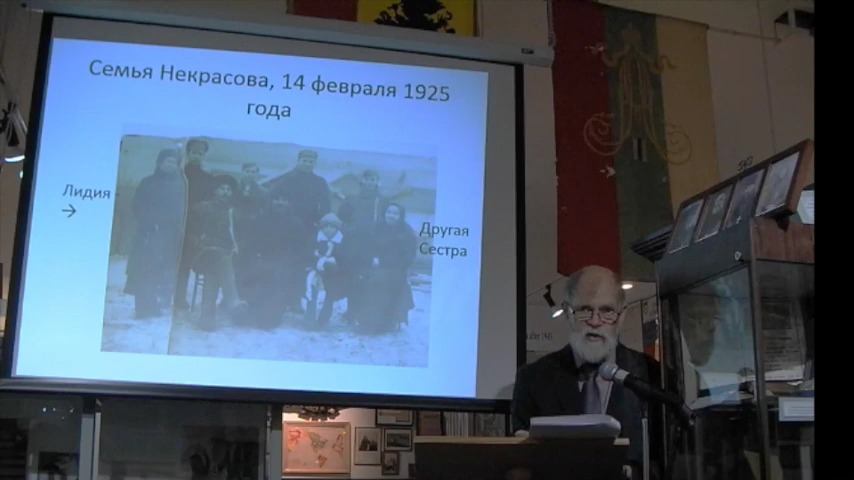 Семья Некрасова, 14 февраля 1925
года
Лидия
→
Другая
Сестра